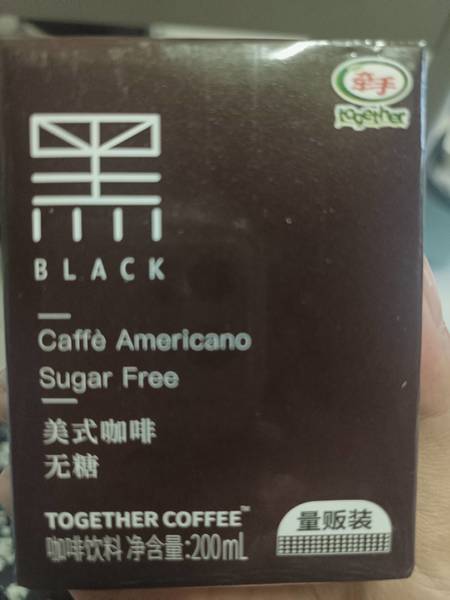 牵手
together
黑
BLACK
Caffè Americano
Sugar Free
美式咖啡
无糖
TOGETHER COFFEE™
咖啡饮料 净含量:200mL
量贩装